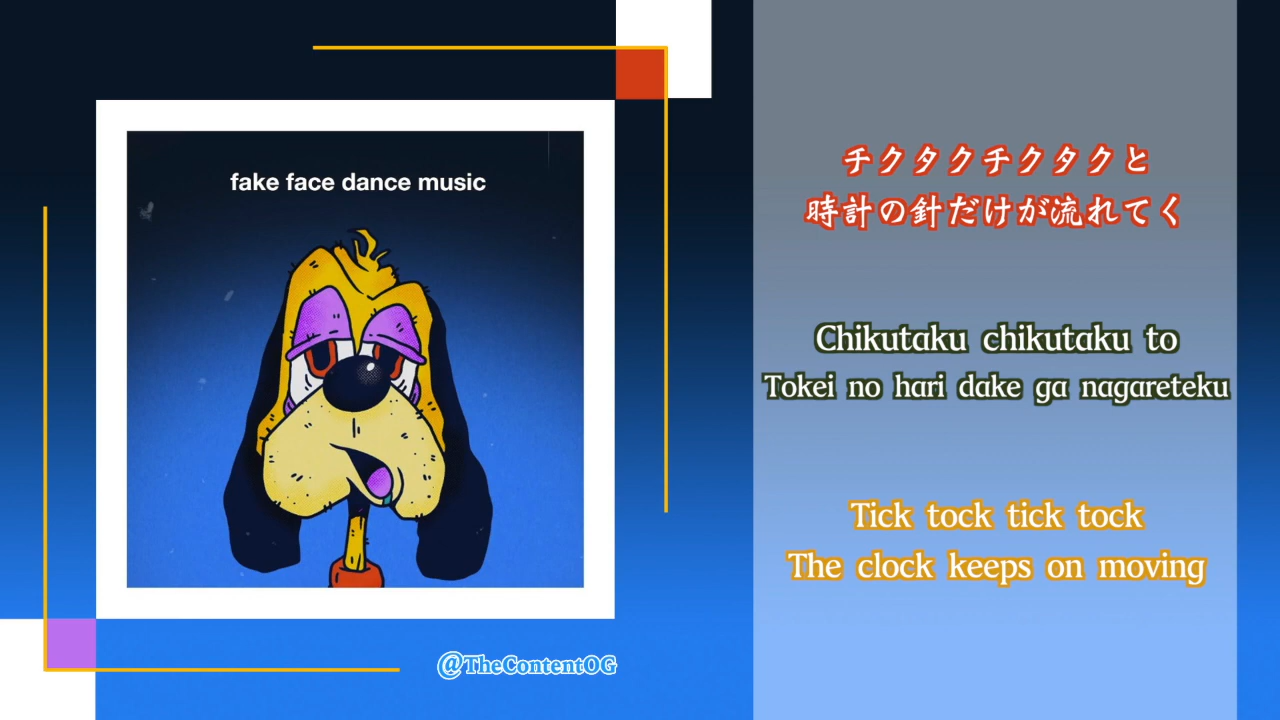 fake face dance music
チクタクチクタクと
時計の針だけが流れてく
Chikutaku chikutaku to
Tokei no hari dake ga nagareteku
Tick tock tick tock
The clock keeps on moving
@TheContentOG